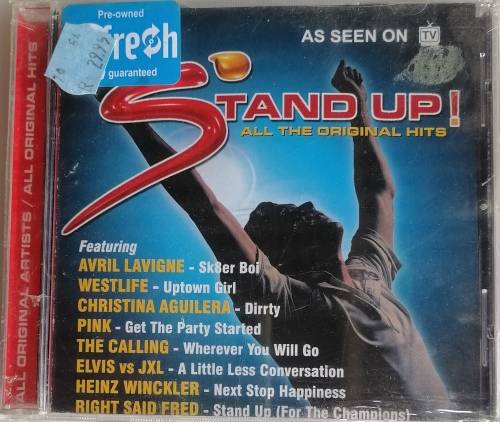 Pre-owned
fresh
guaranteed
AS SEEN ON TV
STAND UP!
ALL THE ORIGINAL HITS
ALL ORIGINAL ARTISTS / ALL ORIGINAL HITS
Featuring
AVRIL LAVIGNE - Sk8er Boi
WESTLIFE - Uptown Girl
CHRISTINA AGUILERA - Dirrty
PINK - Get The Party Started
THE CALLING - Wherever You Will Go
ELVIS vs JXL - A Little Less Conversation
HEINZ WINCKLER - Next Stop Happiness
RIGHT SAID FRED - Stand Up (For The Champions)